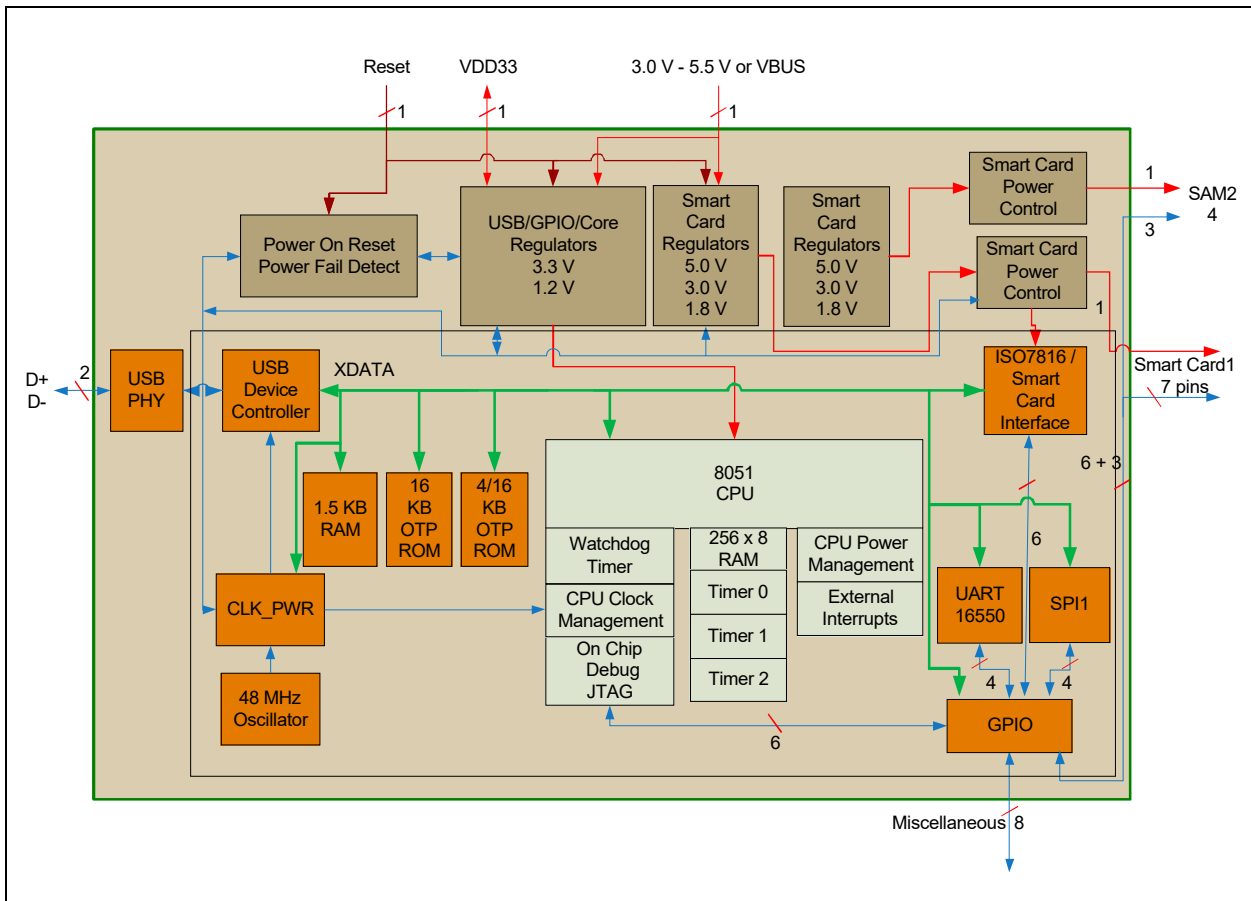 Reset
VDD33
3.0 V - 5.5 V or VBUS
1
1
1
Smart Card
Power
Control
1
SAM2
4
3
Power On Reset
Power Fail Detect
USB/GPIO/Core
Regulators
3.3 V
1.2 V
Smart
Card
Regulators
5.0 V
3.0 V
1.8 V
Smart
Card
Regulators
5.0 V
3.0 V
1.8 V
Smart Card
Power
Control
1
D+
D-
2
USB
PHY
USB
Device
Controller
XDATA
ISO7816 /
Smart
Card
Interface
Smart Card1
7 pins
1.5 KB
RAM
16
KB
OTP
ROM
4/16
KB
OTP
ROM
8051
CPU
6 + 3
Watchdog
Timer
256 x 8
RAM
CPU Power
Management
6
CLK_PWR
CPU Clock
Management
Timer 0
External
Interrupts
UART
16550
SPI1
On Chip
Debug
JTAG
Timer 1
Timer 2
48 MHz
Oscillator
4
4
6
GPIO
Miscellaneous
8